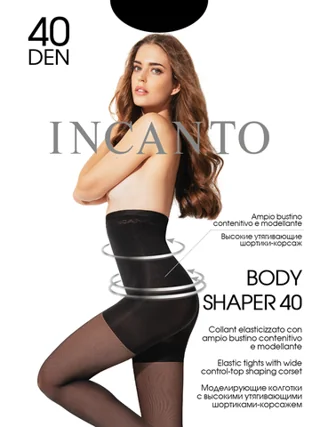 40
DEN
INCANTO
Ampio bustino
contenitivo e modellante
Высокие утягивающие
шортики-корсаж
BODY
SHAPER 40
Collant elasticizzato con
ampio bustino contenitivo
e modellante
Elastic tights with wide
control-top shaping corset
Моделирующие колготки
с высокими утягивающими
шортиками-корсажем